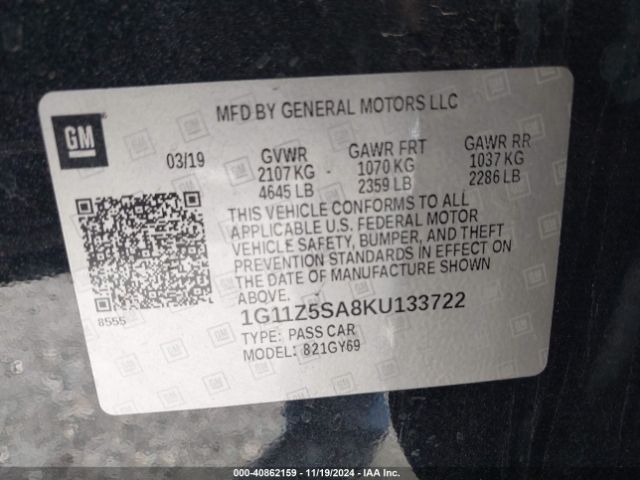 GM
MFD BY GENERAL MOTORS LLC
03/19 GVWR GAWR FRT GAWR RR
2107 KG - 1070 KG 1037 KG
4645 LB 2359 LB 2286 LB
THIS VEHICLE CONFORMS TO ALL
APPLICABLE U.S. FEDERAL MOTOR
VEHICLE SAFETY, BUMPER, AND THEFT
PREVENTION STANDARDS IN EFFECT ON
THE DATE OF MANUFACTURE SHOWN
ABOVE.
8555
1G11Z5SA8KU133722
TYPE: PASS CAR
MODEL: 821GY69
000-40862159 - 11/19/2024 - IAA Inc.